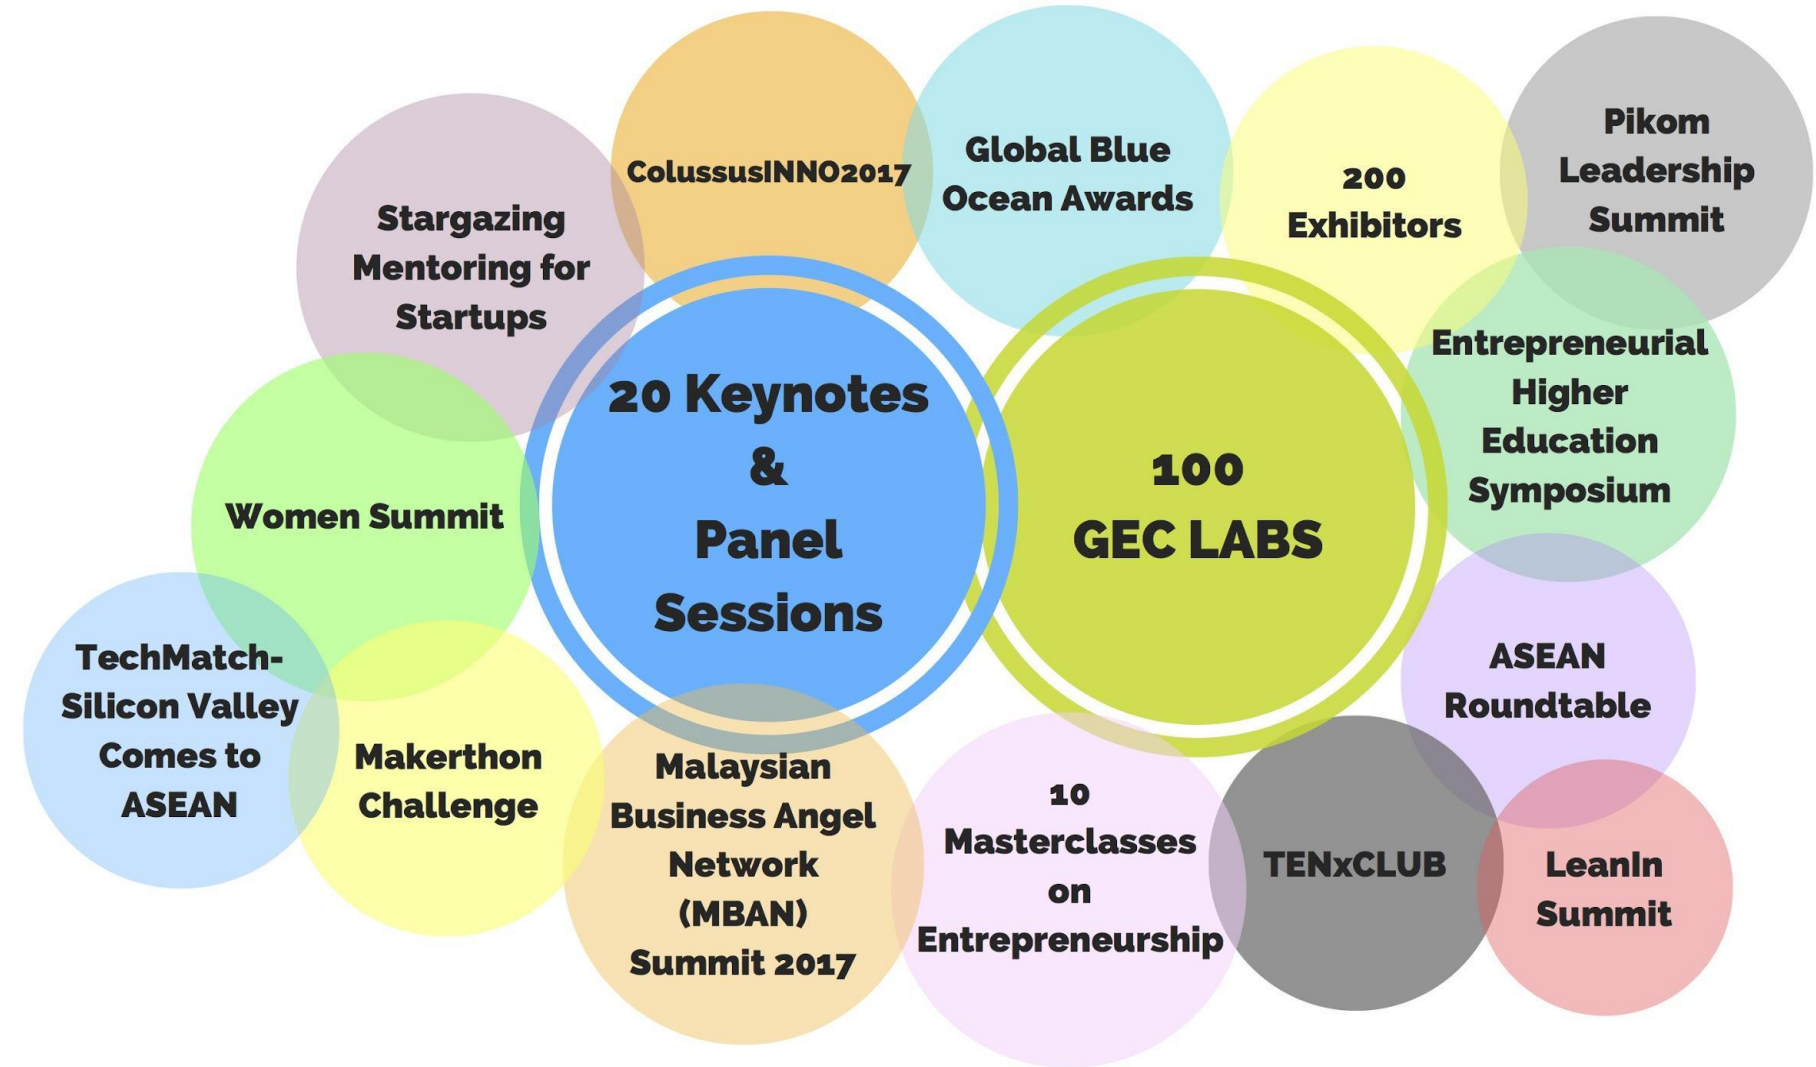 ColussusINNO2017
Global Blue
Ocean Awards
200
Exhibitors
Pikom
Leadership
Summit
Stargazing
Mentoring for
Startups
20 Keynotes
&
Panel
Sessions
100
GEC LABS
Entrepreneurial
Higher
Education
Symposium
Women Summit
ASEAN
Roundtable
TechMatch-
Silicon Valley
Comes to
ASEAN
Makerthon
Challenge
Malaysian
Business Angel
Network
(MBAN)
Summit 2017
10
Masterclasses
on
Entrepreneurship
TENxCLUB
LeanIn
Summit